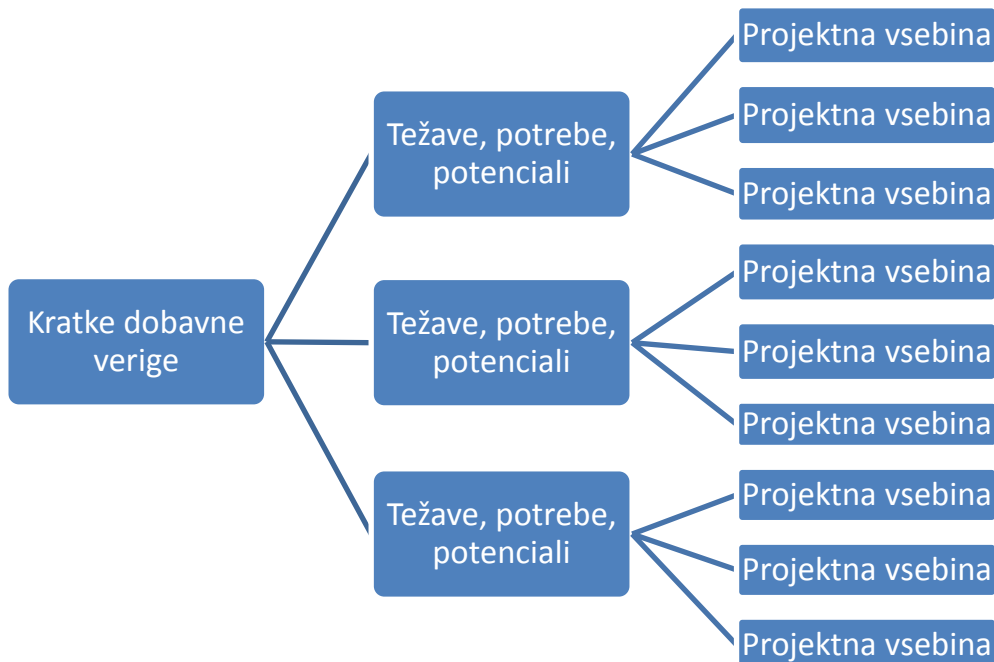 Kratke dobavne
verige
Težave, potrebe,
potenciali
Projektna vsebina
Projektna vsebina
Projektna vsebina
Težave, potrebe,
potenciali
Projektna vsebina
Projektna vsebina
Projektna vsebina
Težave, potrebe,
potenciali
Projektna vsebina
Projektna vsebina
Projektna vsebina